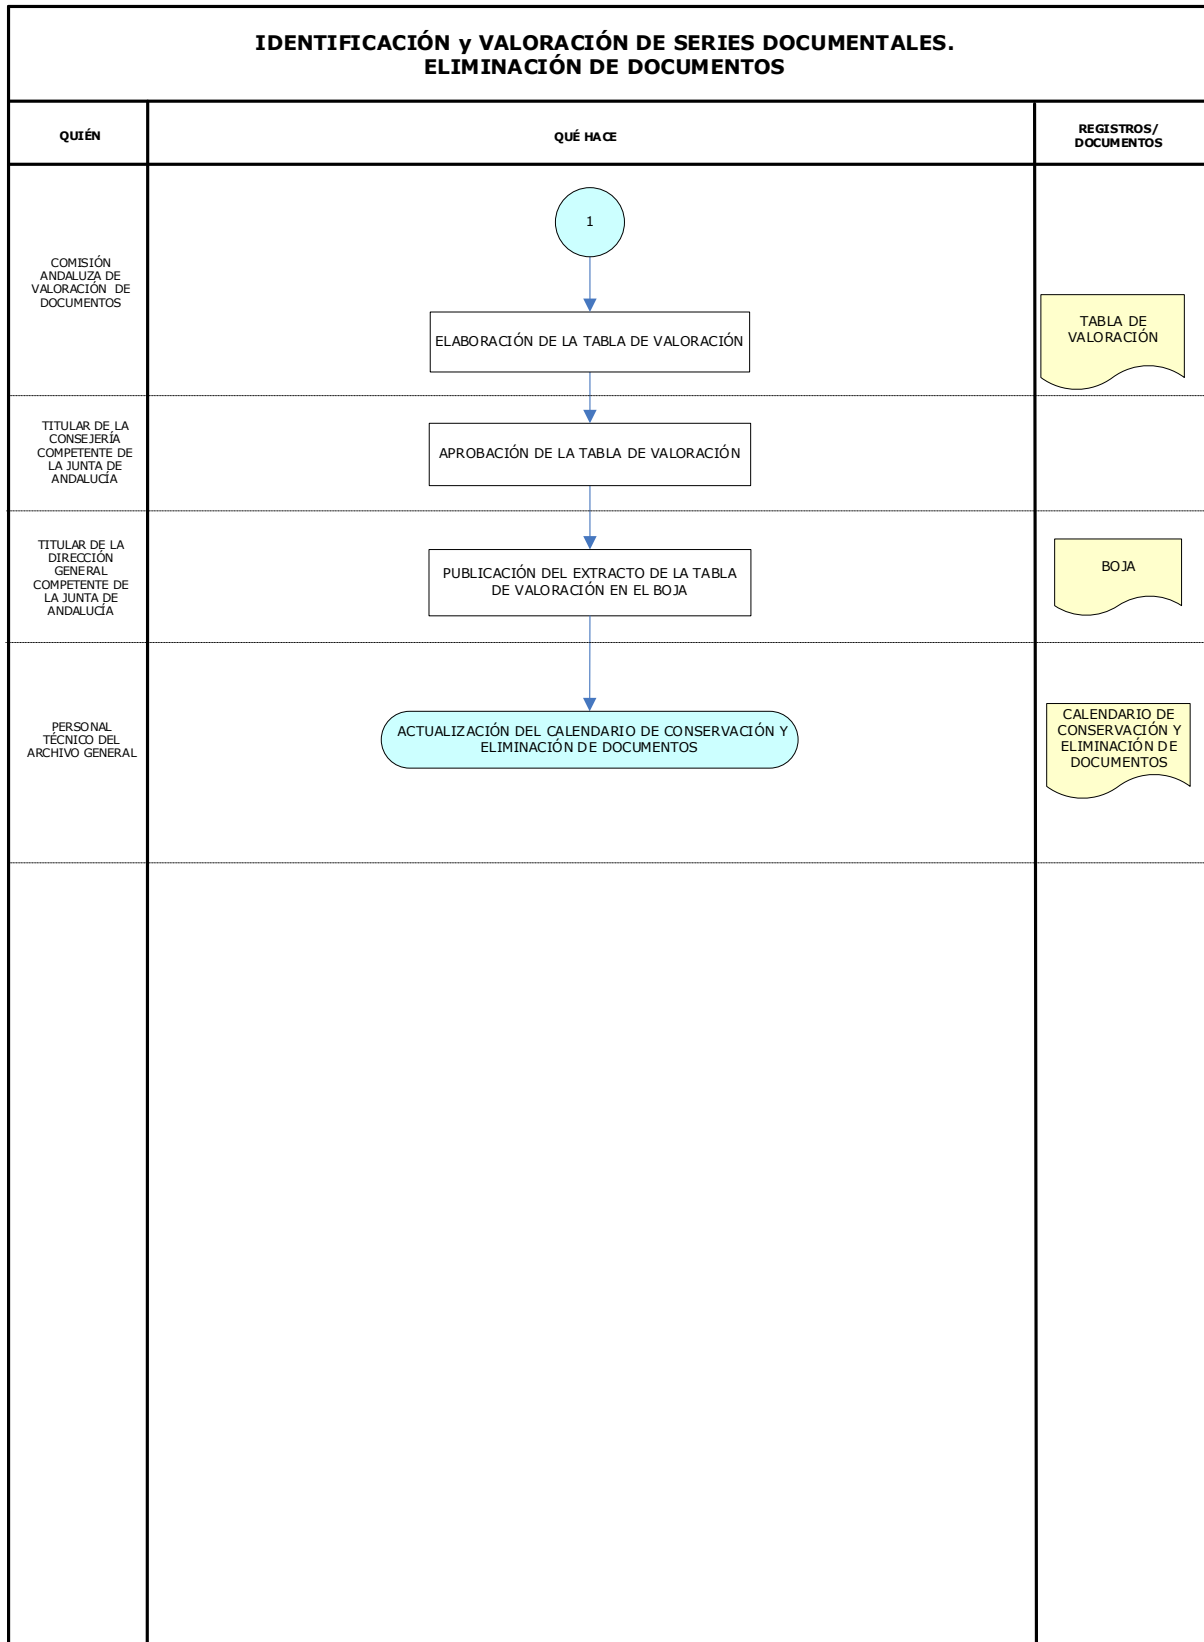 IDENTIFICACIÓN y VALORACIÓN DE SERIES DOCUMENTALES.
ELIMINACIÓN DE DOCUMENTOS
QUIÉN
QUÉ HACE
REGISTROS/
DOCUMENTOS
COMISIÓN
ANDALUZA DE
VALORACIÓN DE
DOCUMENTOS
1
ELABORACIÓN DE LA TABLA DE VALORACIÓN
TABLA DE
VALORACIÓN
TITULAR DE LA
CONSEJERÍA
COMPETENTE DE
LA JUNTA DE
ANDALUCÍA
APROBACIÓN DE LA TABLA DE VALORACIÓN
TITULAR DE LA
DIRECCIÓN
GENERAL
COMPETENTE DE
LA JUNTA DE
ANDALUCÍA
PUBLICACIÓN DEL EXTRACTO DE LA TABLA
DE VALORACIÓN EN EL BOJA
BOJA
PERSONAL
TÉCNICO DEL
ARCHIVO GENERAL
ACTUALIZACIÓN DEL CALENDARIO DE CONSERVACIÓN Y
ELIMINACIÓN DE DOCUMENTOS
CALENDARIO DE
CONSERVACIÓN Y
ELIMINACIÓN DE
DOCUMENTOS